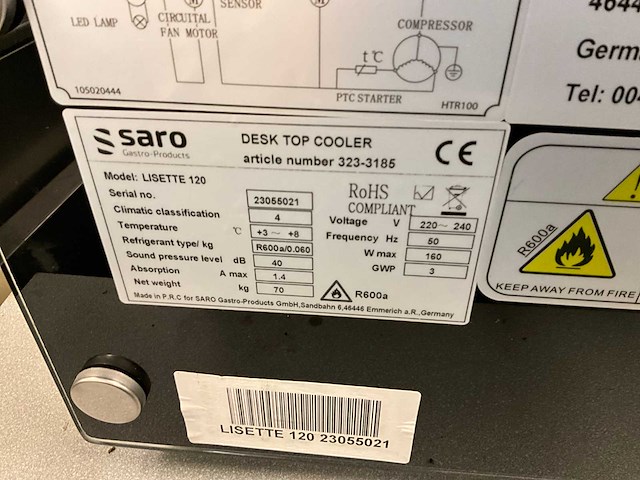 LED LAMP
CIRCUITAL
FAN MOTOR
SENSOR
COMPRESSOR
t°C
PTC STARTER
105020444
HTR100
4644
Germ
Tel: 004
saro
Gastro-Products
DESK TOP COOLER
article number 323-3185
CE
Model: LISETTE 120
Serial no. 23055021
Climatic classification 4
Temperature °C +3 ~ +8
Refrigerant type/ kg R600a/0.060
Sound pressure level dB 40
Absorption A max 1.4
Net weight kg 70
RoHS
COMPLIANT
Voltage V 220~ 240
Frequency Hz 50
W max 160
GWP 3
R600a
Made in P.R.C for SARO Gastro-Products GmbH,Sandbahn 6,46446 Emmerich a.R.,Germany
R600a
KEEP AWAY FROM FIRE
LISETTE 120 23055021